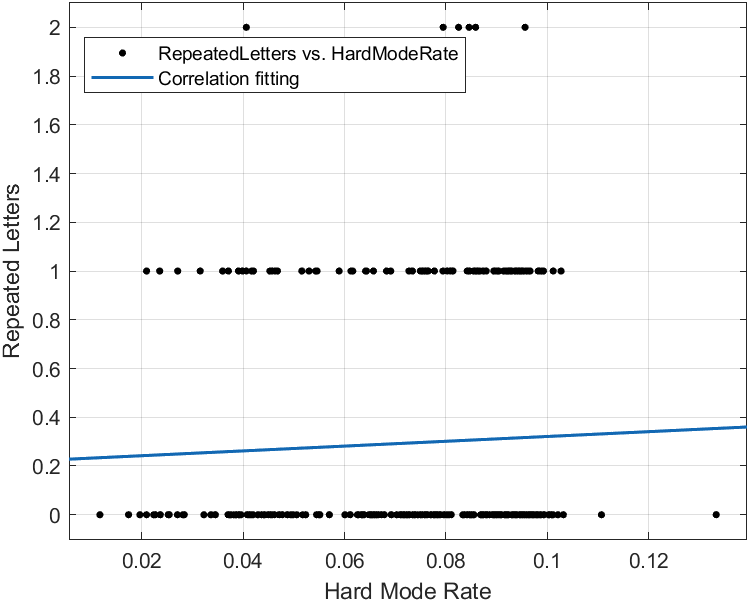 2
1.8
1.6
1.4
1.2
1
0.8
0.6
0.4
0.2
0
Repeated Letters
RepeatedLetters vs. HardModeRate
Correlation fitting
0.02 0.04 0.06 0.08 0.1 0.12
Hard Mode Rate